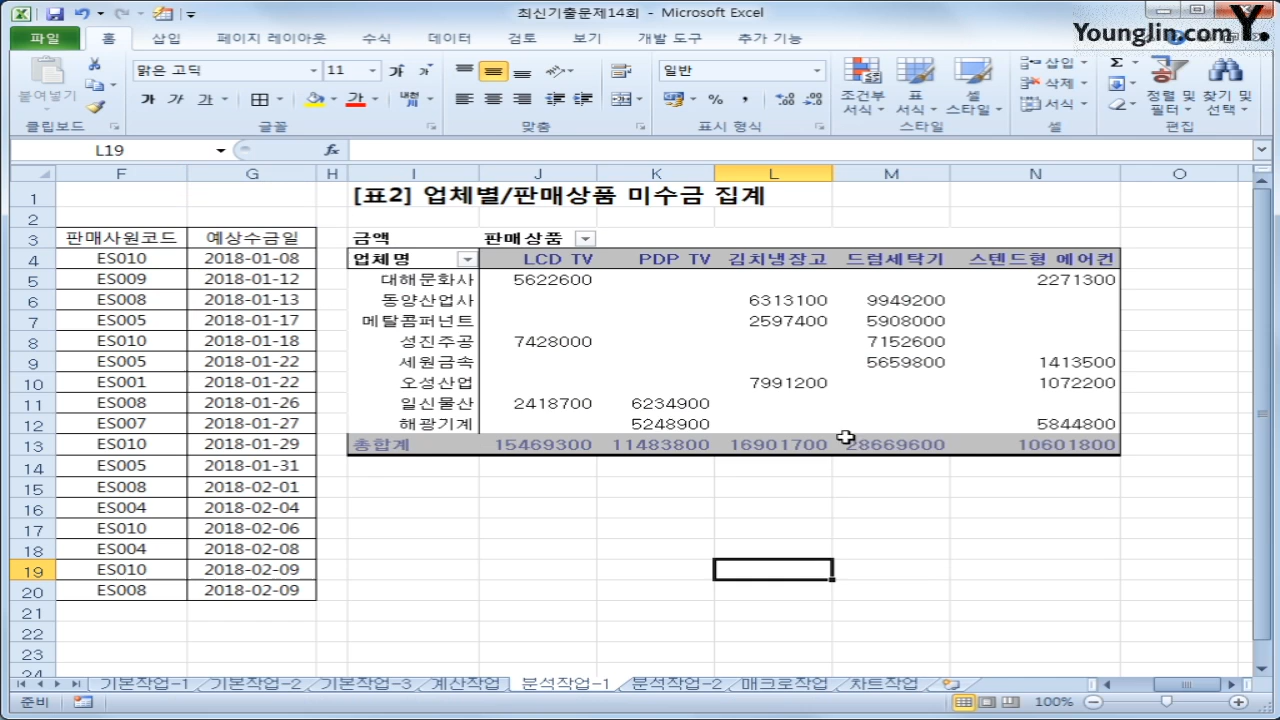 최신기출문제14회 - Microsoft Excel
Younglin.com Y.
파일 홈 삽입 페이지 레이아웃 수식 데이터 검토 보기 개발 도구 추가 기능
맑은 고딕 11 가 가 일반 삽입 Σ
붙여넣기 가 가 가 가 % , 조건부 서식 표 서식 셀 스타일 삭제 서식 정렬 및 필터 찾기 및 선택
클립보드 글꼴 맞춤 표시 형식 스타일 셀 편집
L19 fx
F G H I J K L M N O
1 [표2] 업체별/판매상품 미수금 집계
2
3 판매사원코드 예상수금일 금액 판매상품
4 ES010 2018-01-08 업체명 LCD TV PDP TV 김치냉장고 드럼세탁기 스텐드형 에어컨
5 ES009 2018-01-12 대해문화사 5622600 2271300
6 ES008 2018-01-13 동양산업사 6313100 9949200
7 ES005 2018-01-17 메탈콤퍼넌트 2597400 5908000
8 ES010 2018-01-18 성진주공 7428000 7152600
9 ES005 2018-01-22 세원금속 5659800 1413500
10 ES001 2018-01-22 오성산업 7991200 1072200
11 ES008 2018-01-26 일신물산 2418700 6234900
12 ES007 2018-01-27 해광기계 5248900 5844800
13 ES010 2018-01-29 총합계 15469300 11483800 16901700 28669600 10601800
14 ES005 2018-01-31
15 ES008 2018-02-01
16 ES004 2018-02-04
17 ES010 2018-02-06
18 ES004 2018-02-08
19 ES010 2018-02-09
20 ES008 2018-02-09
21
22
23
24
기본작업-1 기본작업-2 기본작업-3 계산작업 분석작업-1 분석작업-2 매크로작업 차트작업
준비 100%